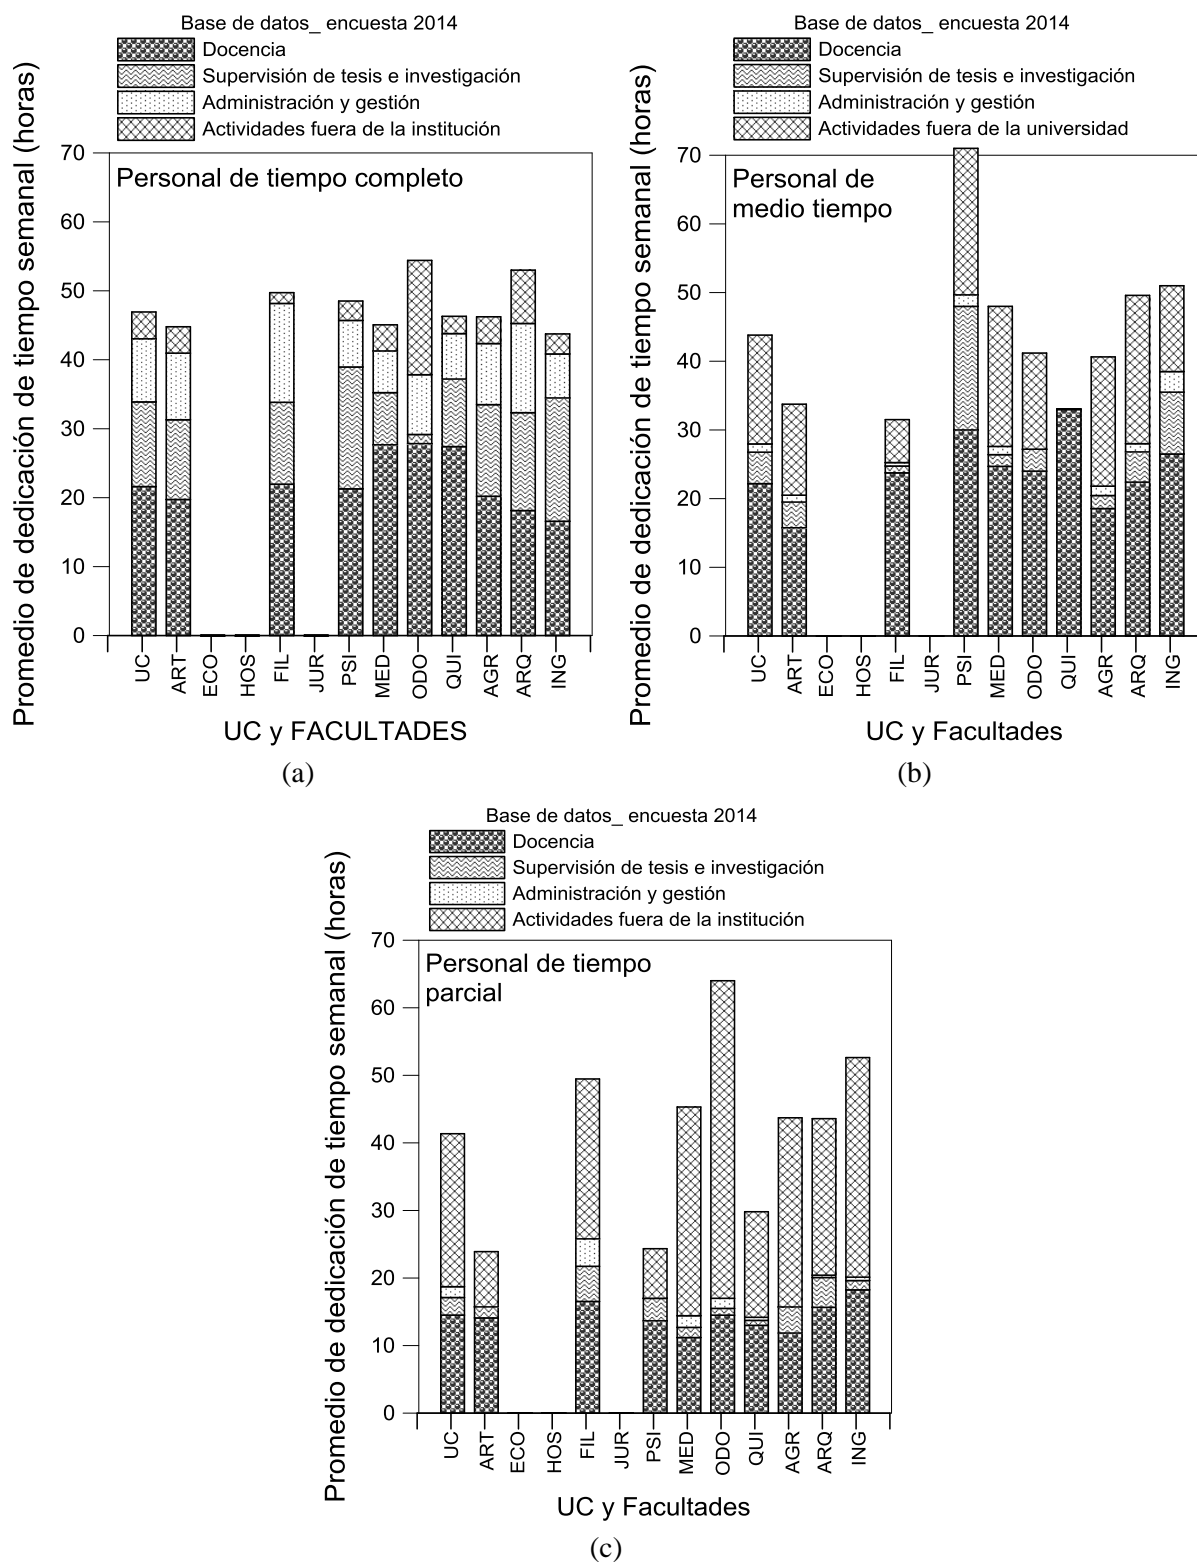 Base de datos_ encuesta 2014
Docencia
Supervisión de tesis e investigación
Administración y gestión
Actividades fuera de la institución
Promedio de dedicación de tiempo semanal (horas)
70
60
50
40
30
20
10
0
Personal de tiempo completo
UC
ART
ECO
HOS
FIL
JUR
PSI
MED
ODO
QUI
AGR
ARQ
ING
UC y FACULTADES
(a)
Base de datos_ encuesta 2014
Docencia
Supervisión de tesis e investigación
Administración y gestión
Actividades fuera de la universidad
Promedio de dedicación de tiempo semanal (horas)
70
60
50
40
30
20
10
0
Personal de
medio tiempo
UC
ART
ECO
HOS
FIL
JUR
PSI
MED
ODO
QUI
AGR
ARQ
ING
UC y Facultades
(b)
Base de datos_ encuesta 2014
Docencia
Supervisión de tesis e investigación
Administración y gestión
Actividades fuera de la institución
Promedio de dedicación de tiempo semanal (horas)
70
60
50
40
30
20
10
0
Personal de tiempo
parcial
UC
ART
ECO
HOS
FIL
JUR
PSI
MED
ODO
QUI
AGR
ARQ
ING
UC y Facultades
(c)